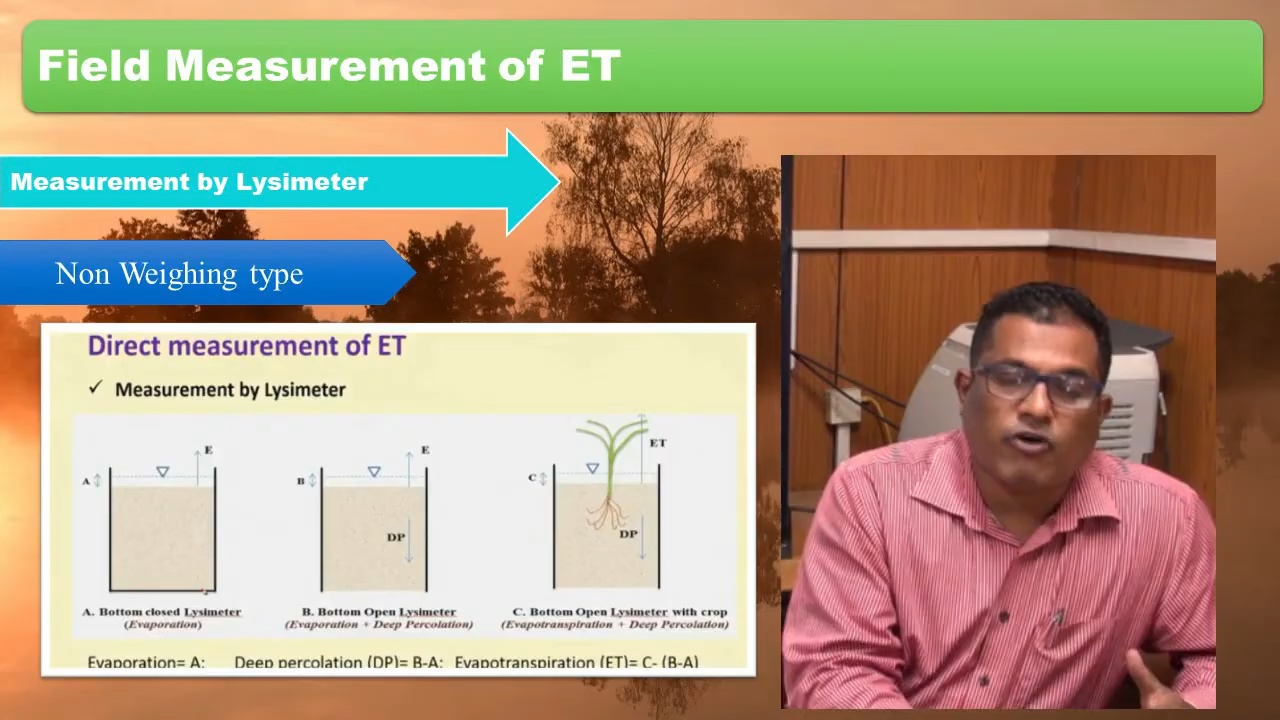 Field Measurement of ET
Measurement by Lysimeter
Non Weighing type
Direct measurement of ET
✓ Measurement by Lysimeter
A E
B E
DP
C ET
DP
A. Bottom closed Lysimeter
(Evaporation)
B. Bottom Open Lysimeter
(Evaporation + Deep Percolation)
C. Bottom Open Lysimeter with crop
(Evapotranspiration + Deep Percolation)
Evaporation= A; Deep percolation (DP)= B-A; Evapotranspiration (ET)= C- (B-A)